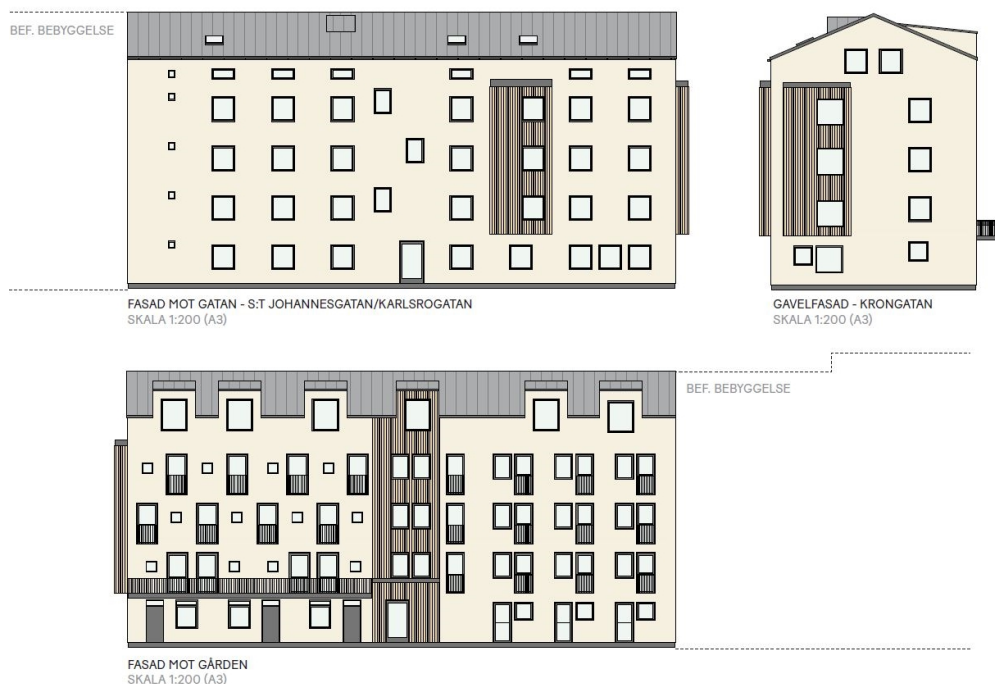 BEF. BEBYGGELSE
FASAD MOT GATAN - S:T JOHANNESGATAN/KARLSROGATAN
SKALA 1:200 (A3)
GAVELFASAD - KRONGATAN
SKALA 1:200 (A3)
BEF. BEBYGGELSE
FASAD MOT GÅRDEN
SKALA 1:200 (A3)